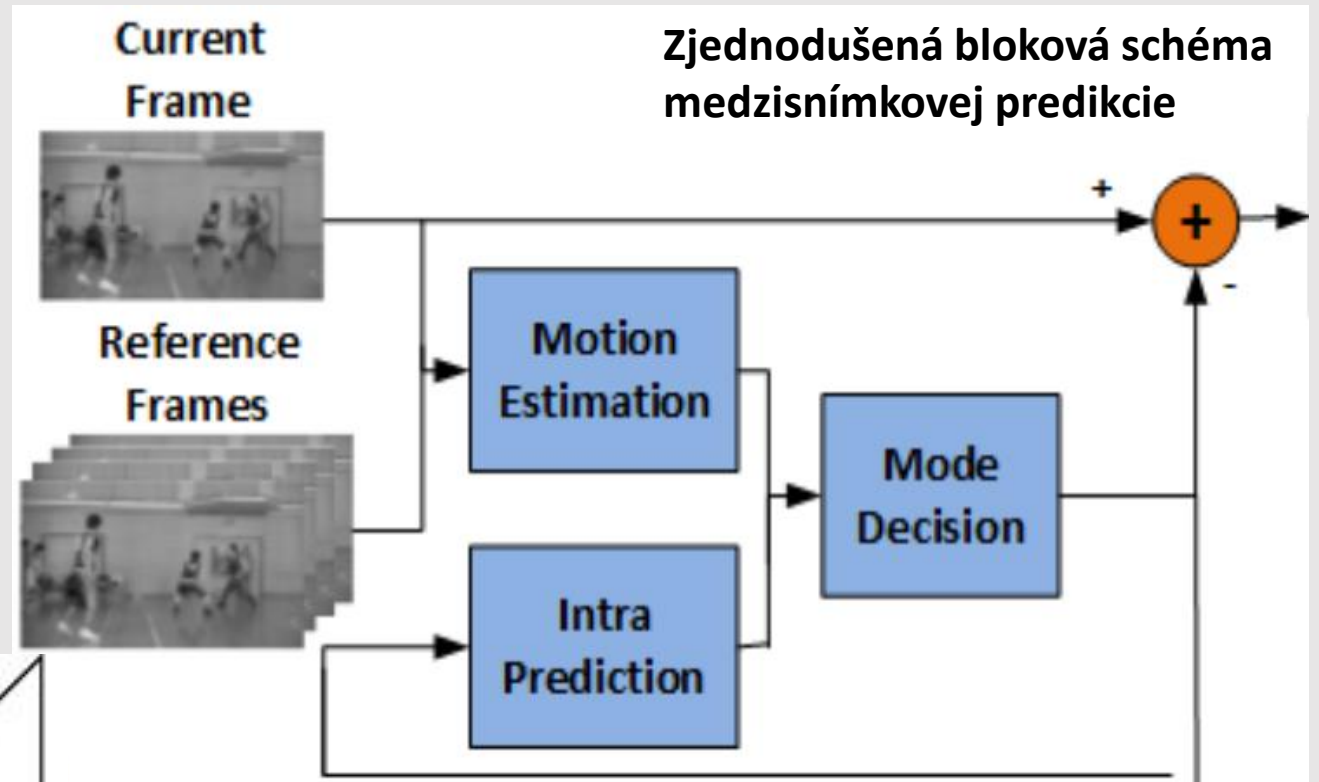 Zjednodušená bloková schéma
medzisnímkovej predikcie
Current
Frame
+
+
-
Motion
Estimation
Reference
Frames
Mode
Decision
Intra
Prediction